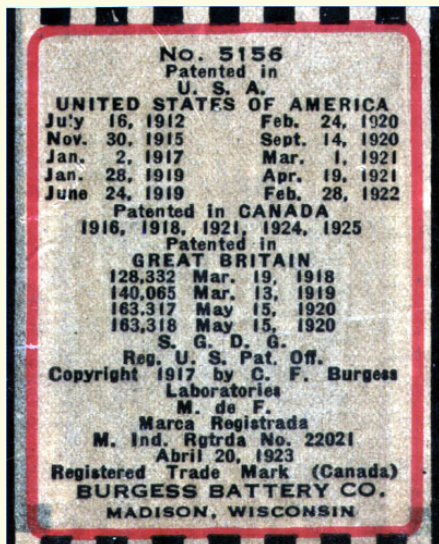 No. 5156
Patented in
U. S. A.
UNITED STATES OF AMERICA
July 16, 1912 Feb. 24, 1920
Nov. 30, 1915 Sept. 14, 1920
Jan. 2, 1917 Mar. 1, 1921
Jan. 28, 1919 Apr. 19, 1921
June 24, 1919 Feb. 28, 1922
Patented in CANADA
1916, 1918, 1921, 1924, 1925
Patented in
GREAT BRITAIN
128,332 Mar. 19, 1918
140,065 Mar. 13, 1919
163,317 May 15, 1920
163,318 May 15, 1920
S. G. D. G.
Reg. U. S. Pat. Off.
Copyright 1917 by C. F. Burgess
Laboratories
M. de F.
Marca Registrada
M. Ind. Rgtrda No. 22021
Abril 20, 1923
Registered Trade Mark (Canada)
BURGESS BATTERY CO.
MADISON, WISCONSIN